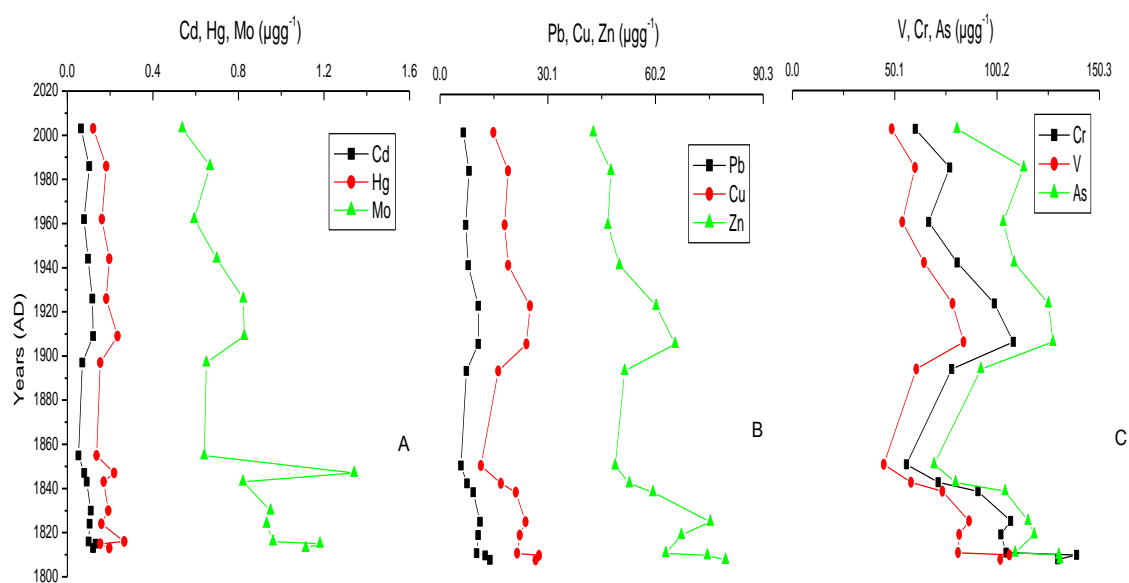 Cd, Hg, Mo (µgg⁻¹)
Pb, Cu, Zn (µgg⁻¹)
V, Cr, As (µgg⁻¹)
0.0 0.4 0.8 1.2 1.6
0.0 30.1 60.2 90.3
0.0 50.1 100.2 150.3
Years (AD)
2020
2000
1980
1960
1940
1920
1900
1880
1860
1840
1820
1800
Cd
Hg
Mo
A
Pb
Cu
Zn
B
Cr
V
As
C